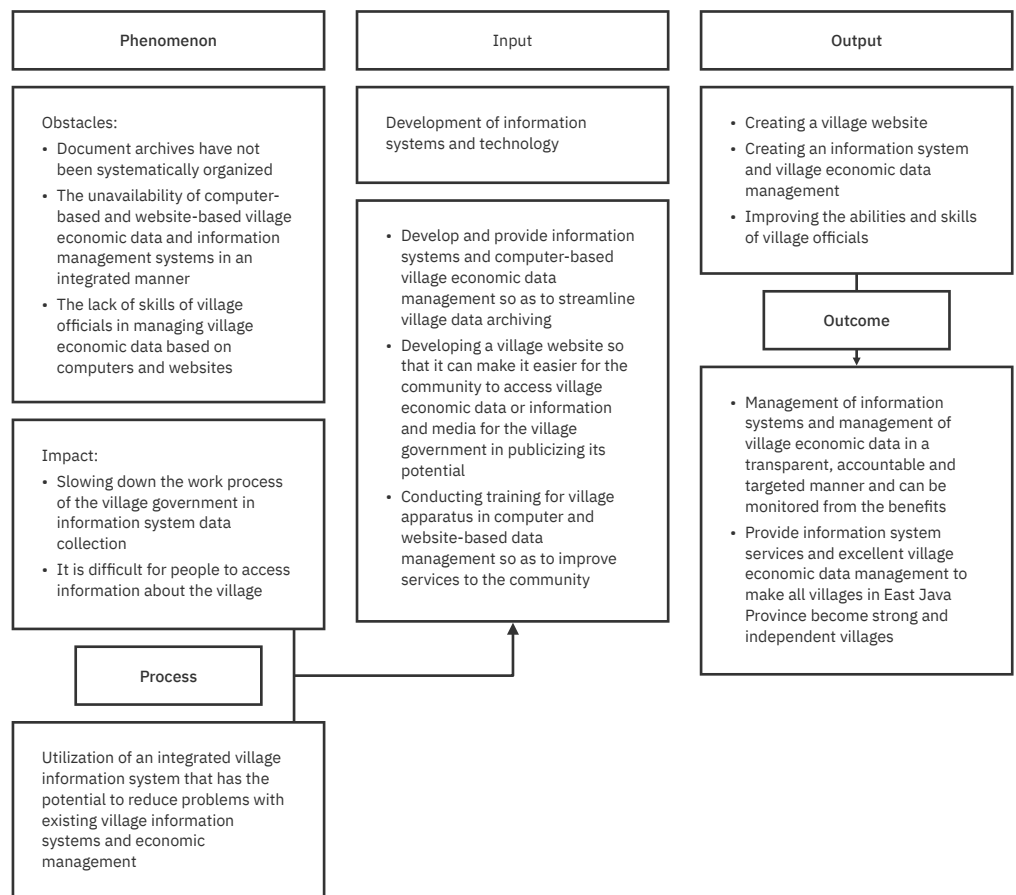 Phenomenon
Obstacles:
• Document archives have not
been systematically organized
• The unavailability of computer-
based and website-based village
economic data and information
management systems in an
integrated manner
• The lack of skills of village
officials in managing village
economic data based on
computers and websites
Impact:
• Slowing down the work process
of the village government in
information system data
collection
• It is difficult for people to access
information about the village
Process
Utilization of an integrated village
information system that has the
potential to reduce problems with
existing village information
systems and economic
management
Input
Development of information
systems and technology
• Develop and provide information
systems and computer-based
village economic data
management so as to streamline
village data archiving
• Developing a village website so
that it can make it easier for the
community to access village
economic data or information
and media for the village
government in publicizing its
potential
• Conducting training for village
apparatus in computer and
website-based data
management so as to improve
services to the community
Output
• Creating a village website
• Creating an information system
and village economic data
management
• Improving the abilities and skills
of village officials
Outcome
• Management of information
systems and management of
village economic data in a
transparent, accountable and
targeted manner and can be
monitored from the benefits
• Provide information system
services and excellent village
economic data management to
make all villages in East Java
Province become strong and
independent villages